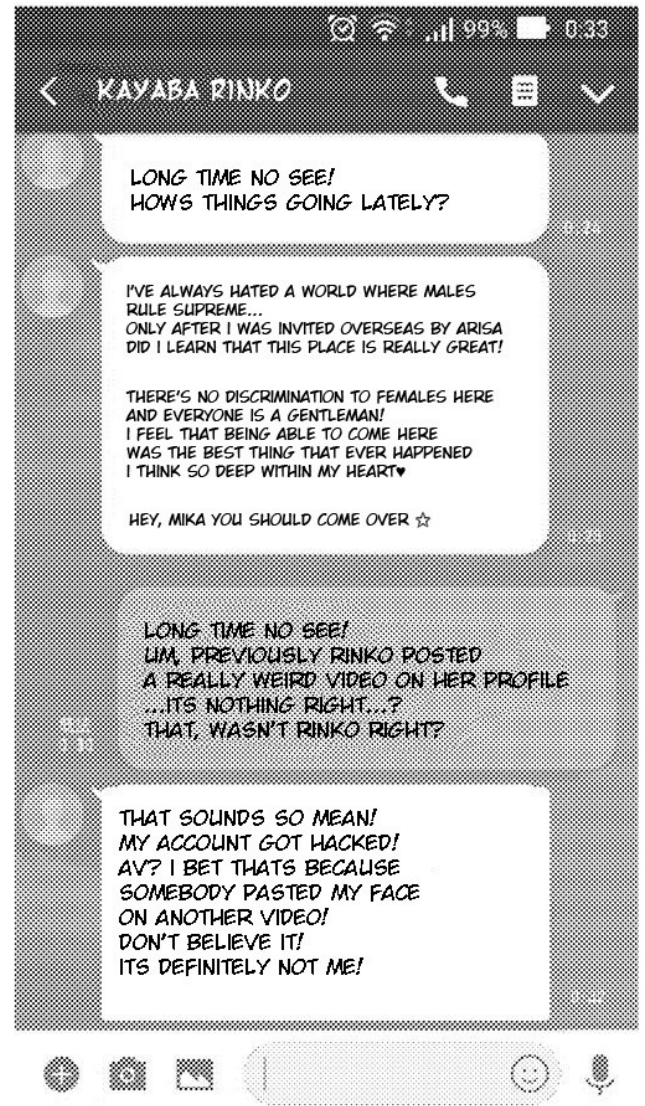 99% 0:33
KAYABA RINKO
LONG TIME NO SEE!
HOWS THINGS GOING LATELY?
I'VE ALWAYS HATED A WORLD WHERE MALES
RULE SUPREME...
ONLY AFTER I WAS INVITED OVERSEAS BY ARISA
DID I LEARN THAT THIS PLACE IS REALLY GREAT!
THERE'S NO DISCRIMINATION TO FEMALES HERE
AND EVERYONE IS A GENTLEMAN!
I FEEL THAT BEING ABLE TO COME HERE
WAS THE BEST THING THAT EVER HAPPENED
I THINK SO DEEP WITHIN MY HEART♥
HEY, MIKA YOU SHOULD COME OVER ☆
LONG TIME NO SEE!
UM, PREVIOUSLY RINKO POSTED
A REALLY WEIRD VIDEO ON HER PROFILE
...ITS NOTHING RIGHT...?
THAT, WASN'T RINKO RIGHT?
THAT SOUNDS SO MEAN!
MY ACCOUNT GOT HACKED!
AV? I BET THATS BECAUSE
SOMEBODY PASTED MY FACE
ON ANOTHER VIDEO!
DON'T BELIEVE IT!
ITS DEFINITELY NOT ME!